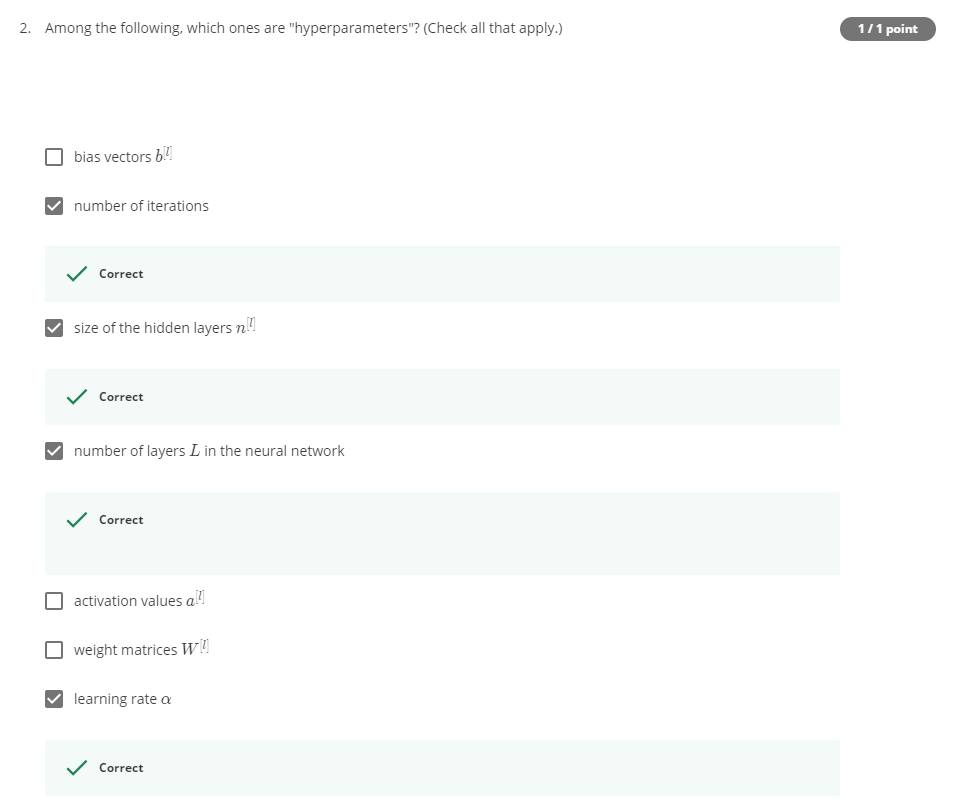 2. Among the following, which ones are "hyperparameters"? (Check all that apply.)
1 / 1 point
bias vectors b[l]
number of iterations
Correct
size of the hidden layers n[l]
Correct
number of layers L in the neural network
Correct
activation values a[l]
weight matrices W[l]
learning rate α
Correct